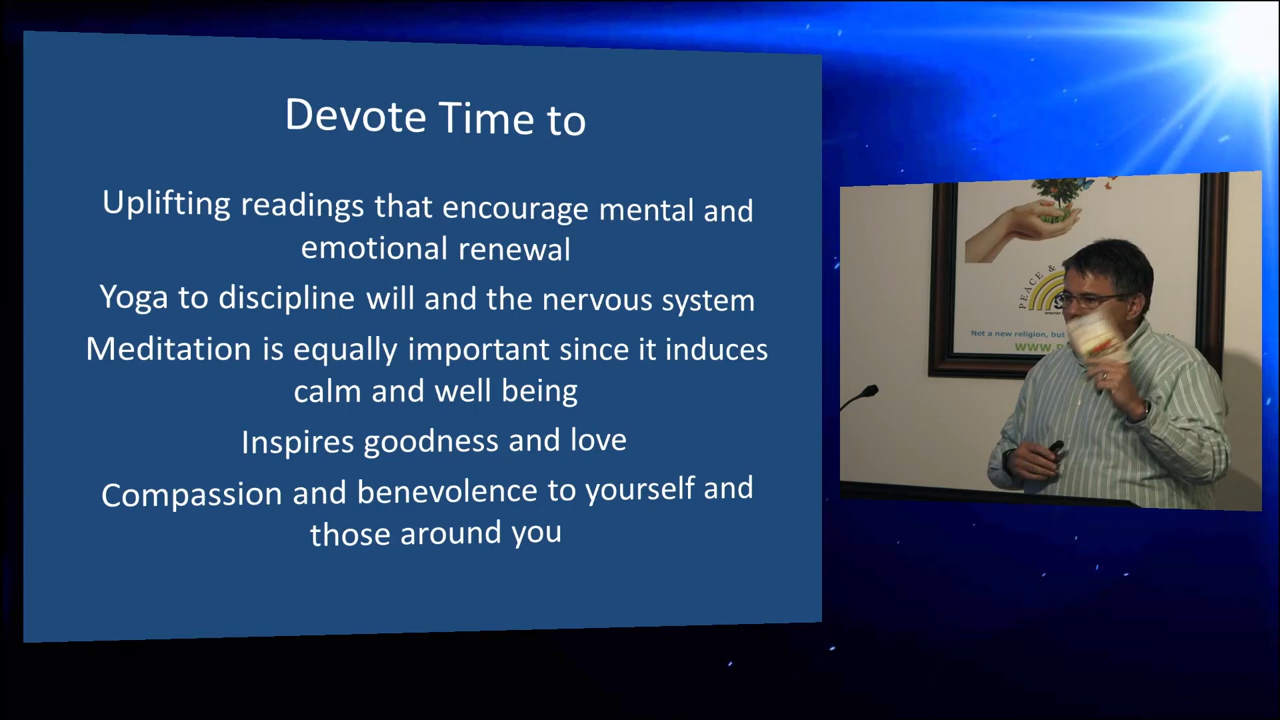 Devote Time to
Uplifting readings that encourage mental and
emotional renewal
Yoga to discipline will and the nervous system
Meditation is equally important since it induces
calm and well being
Inspires goodness and love
Compassion and benevolence to yourself and
those around you
PEACE &
Not a new religion, but
www.